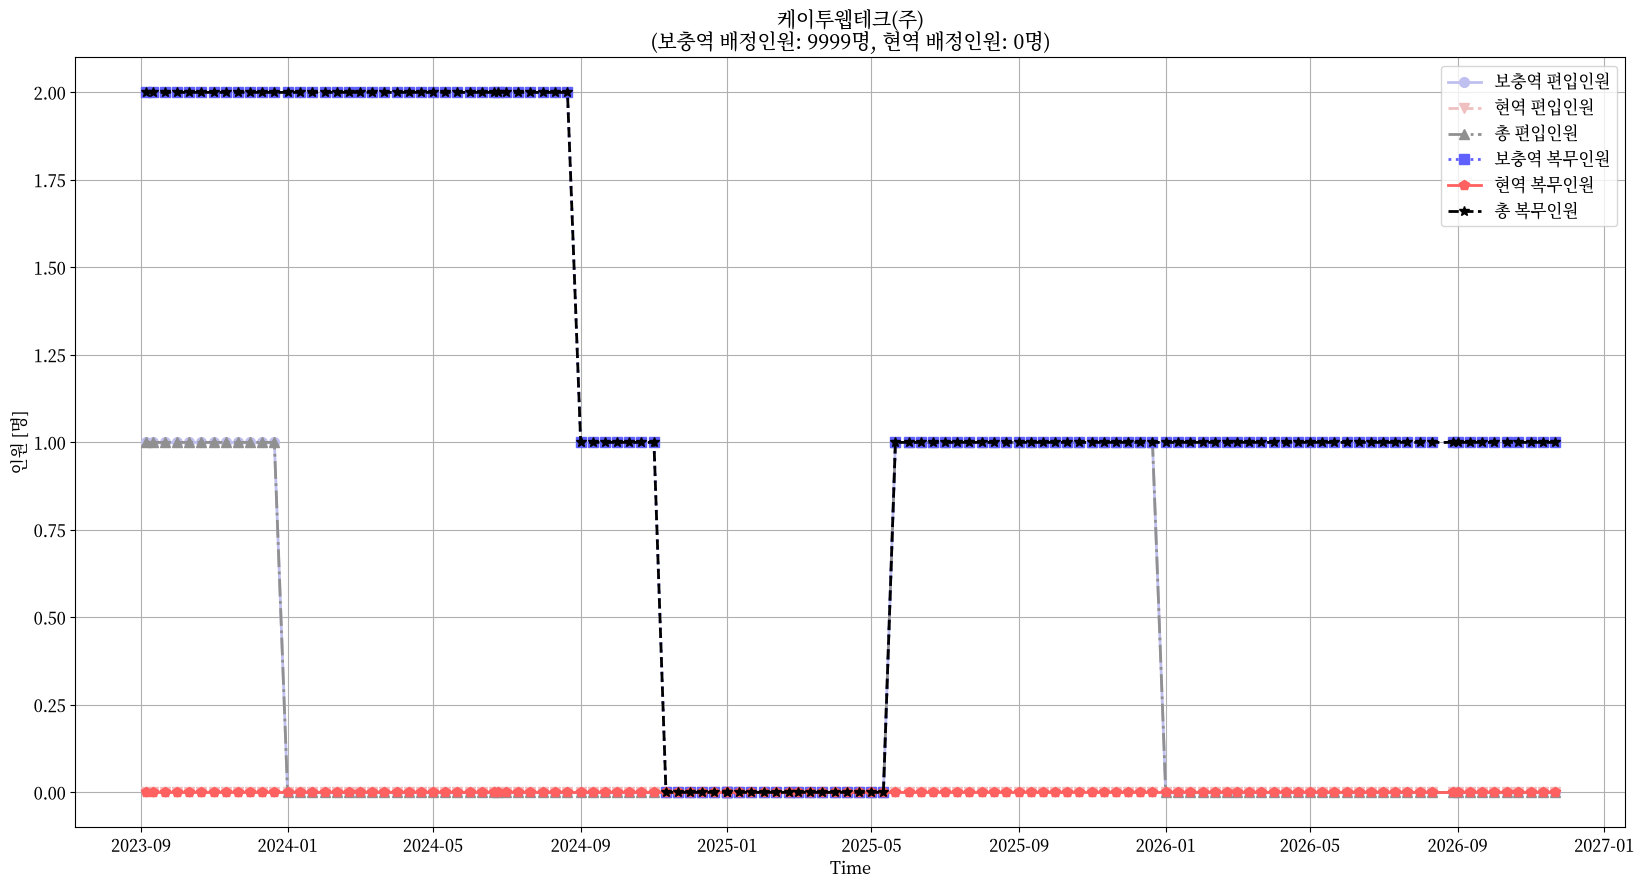 케이투웹테크(주)
(보충역 배정인원: 9999명, 현역 배정인원: 0명)
보충역 편입인원
현역 편입인원
총 편입인원
보충역 복무인원
현역 복무인원
총 복무인원
인원 [명]
2.00
1.75
1.50
1.25
1.00
0.75
0.50
0.25
0.00
2023-09 2024-01 2024-05 2024-09 2025-01 2025-05 2025-09 2026-01 2026-05 2026-09 2027-01
Time